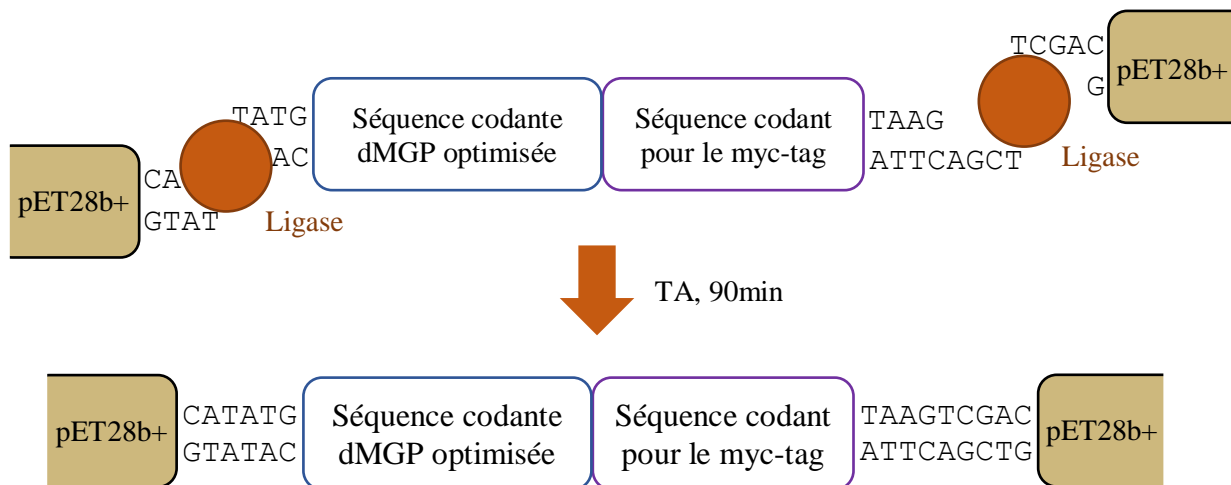 TCGAC
pET28b+
G
TATG
Séquence codante
dMGP optimisée
Séquence codant
pour le myc-tag
TAAG
AC
ATTCAGCT
Ligase
CA
pET28b+
GTAT
Ligase
TA, 90min
pET28b+
CATATG
GTATAC
Séquence codante
dMGP optimisée
Séquence codant
pour le myc-tag
TAAGTCGAC
ATTCAGCTG
pET28b+